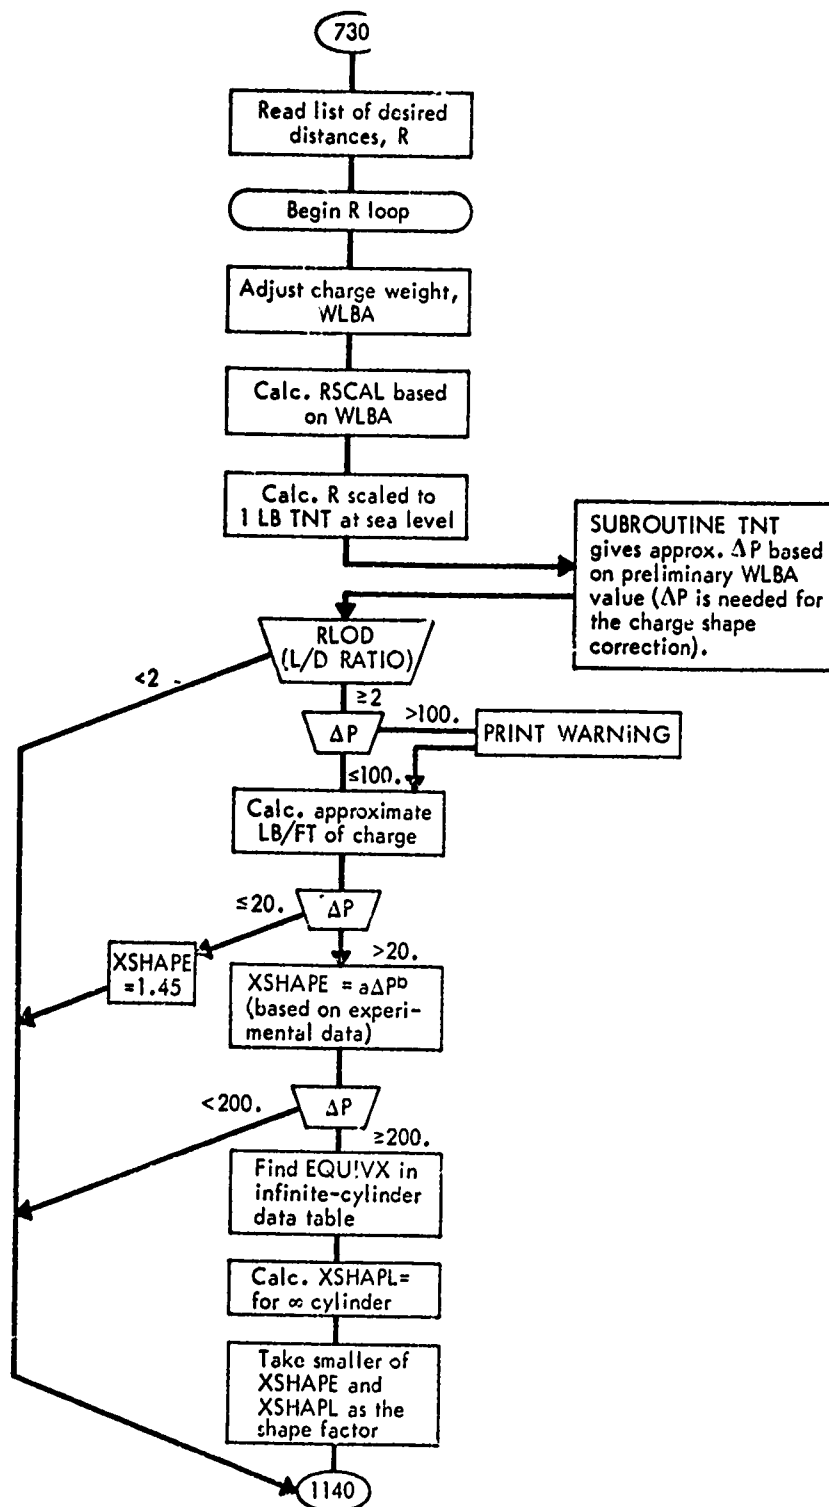 730
Read list of desired
distances, R
Begin R loop
Adjust charge weight,
WLBA
Calc. RSCAL based
on WLBA
Calc. R scaled to
1 LB TNT at sea level
SUBROUTINE TNT
gives approx. ΔP based
on preliminary WLBA
value (ΔP is needed for
the charge shape
correction).
RLOD
(L/D RATIO)
<2
≥2
ΔP
>100.
PRINT WARNING
≤100.
Calc. approximate
LB/FT of charge
≤20.
ΔP
>20.
XSHAPE
=1.45
XSHAPE = aΔPᵇ
(based on experi-
mental data)
<200.
ΔP
≥200.
Find EQU!VX in
infinite-cylinder
data table
Calc. XSHAPL=
for ∞ cylinder
Take smaller of
XSHAPE and
XSHAPL as the
shape factor
1140